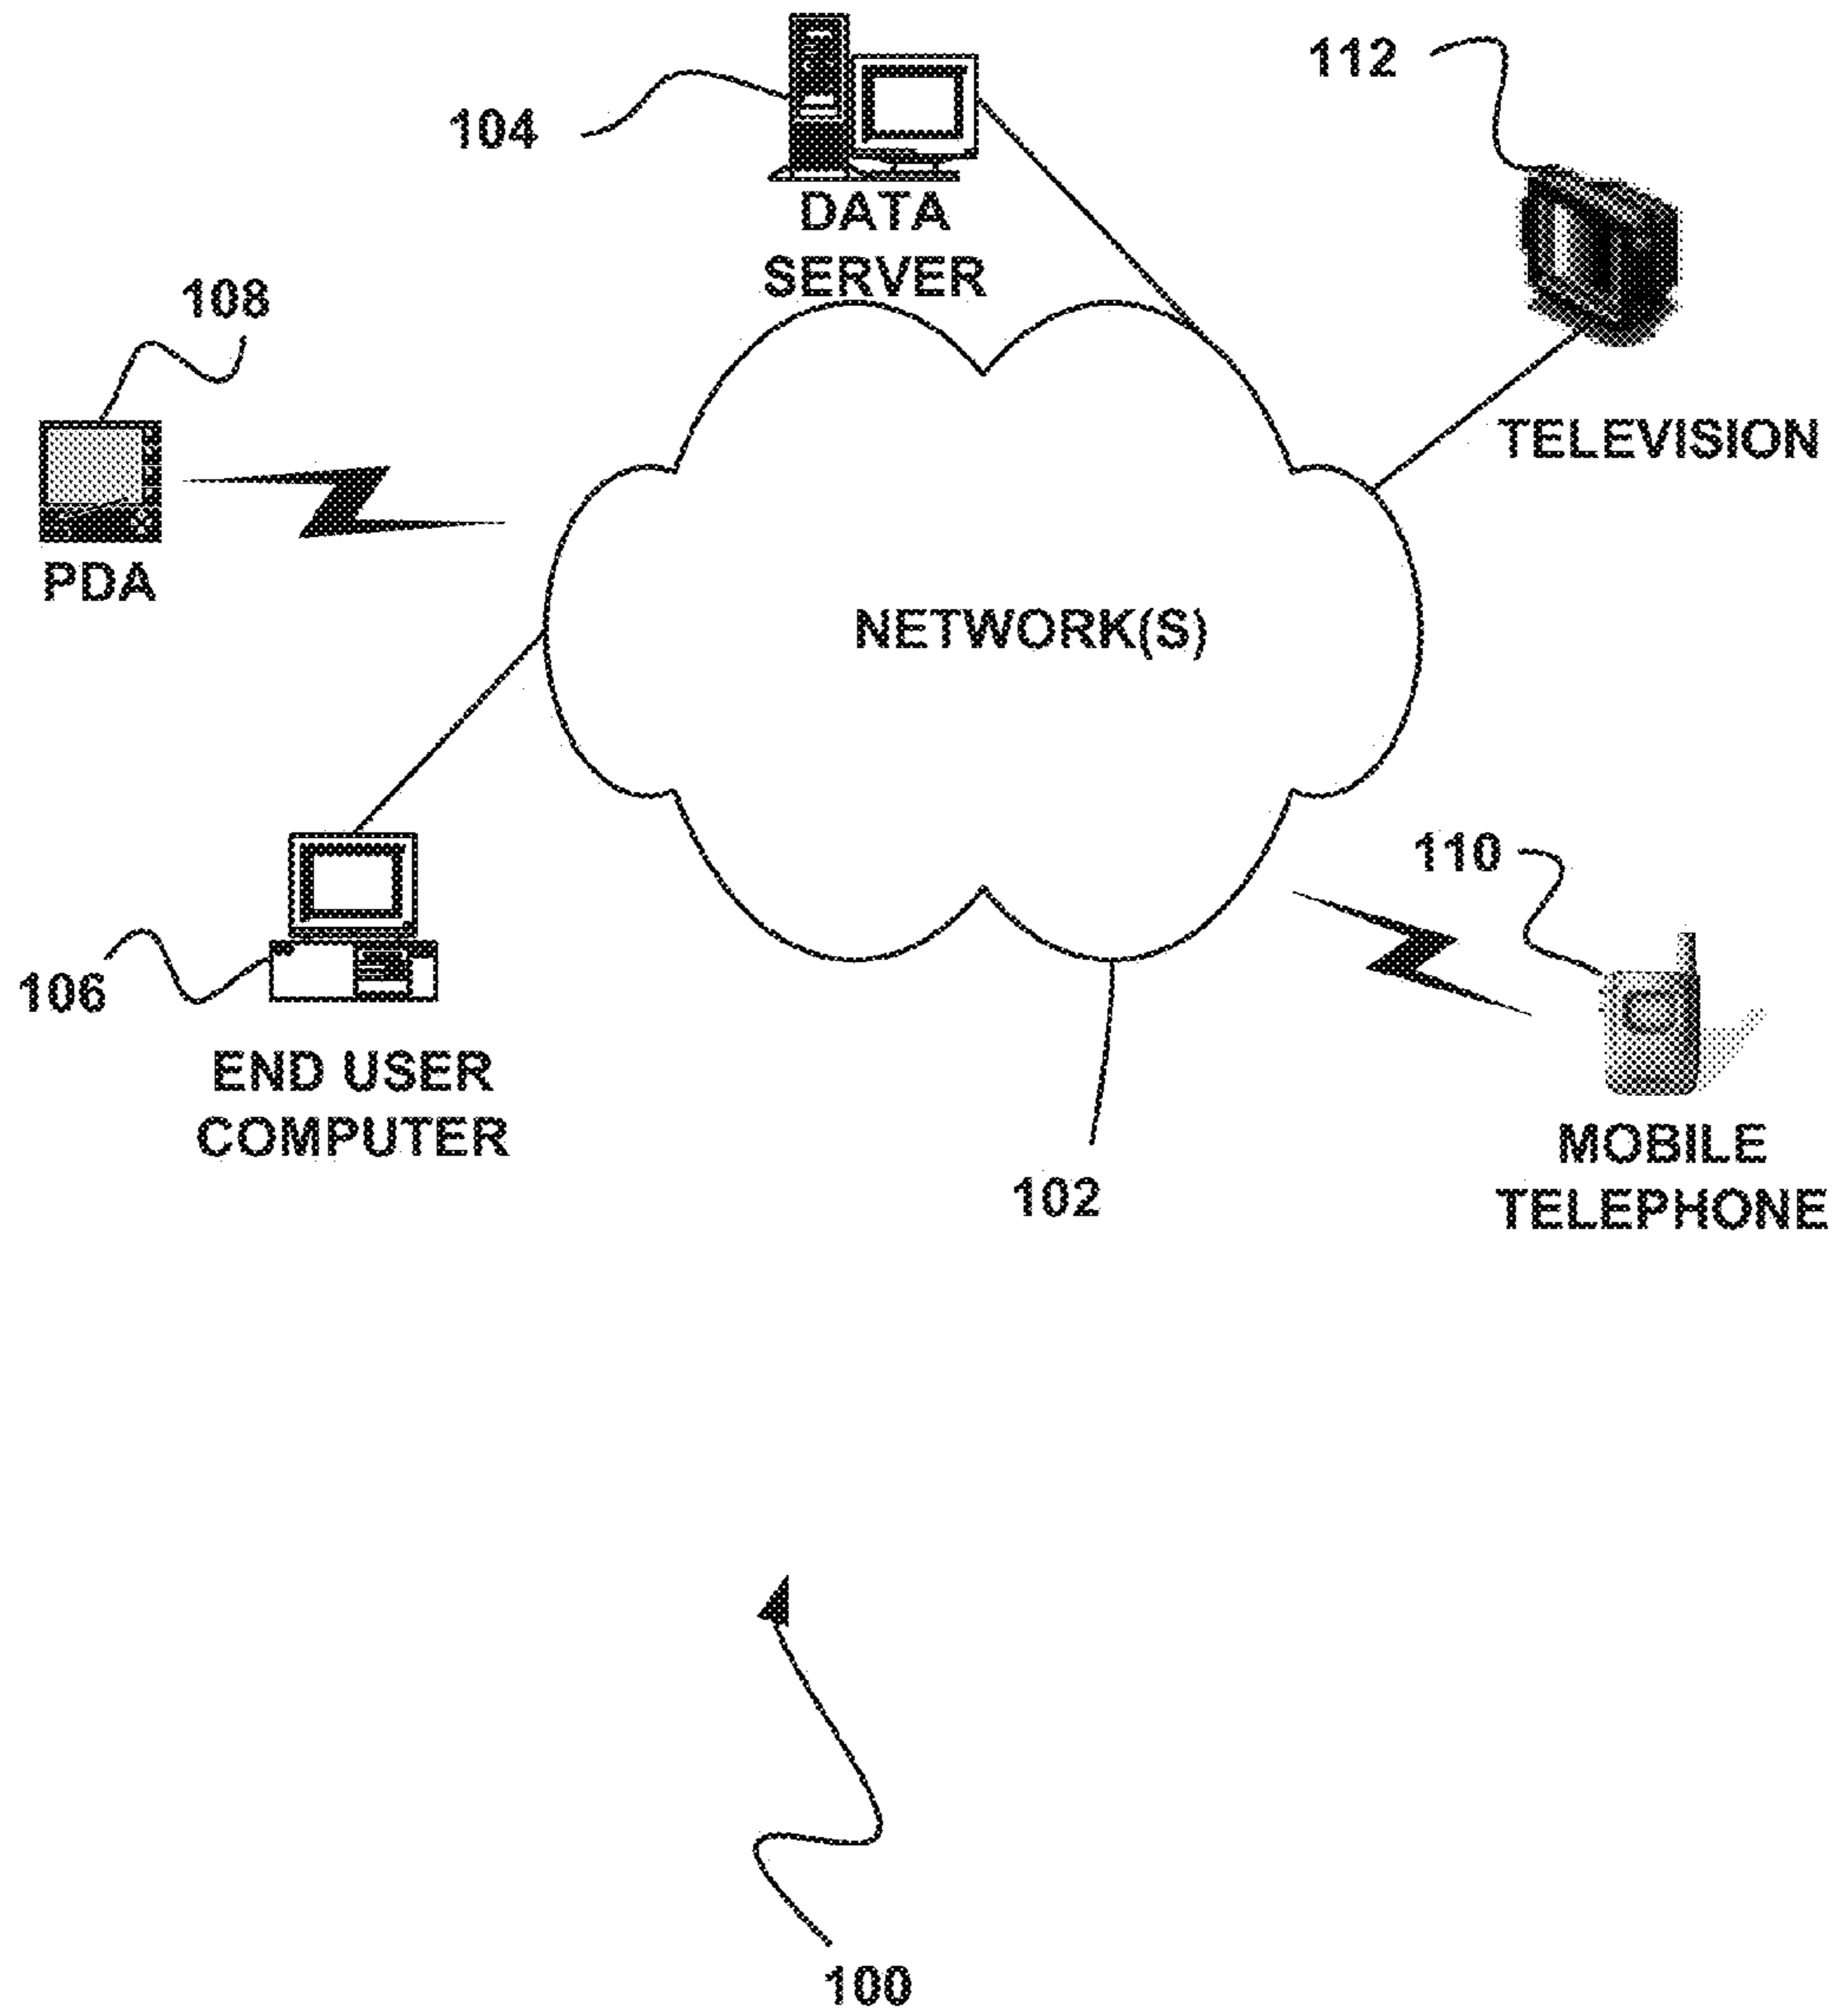 112
104
DATA
SERVER
108
TELEVISION
PDA
NETWORK(S)
110
106
END USER
COMPUTER
MOBILE
TELEPHONE
102
100